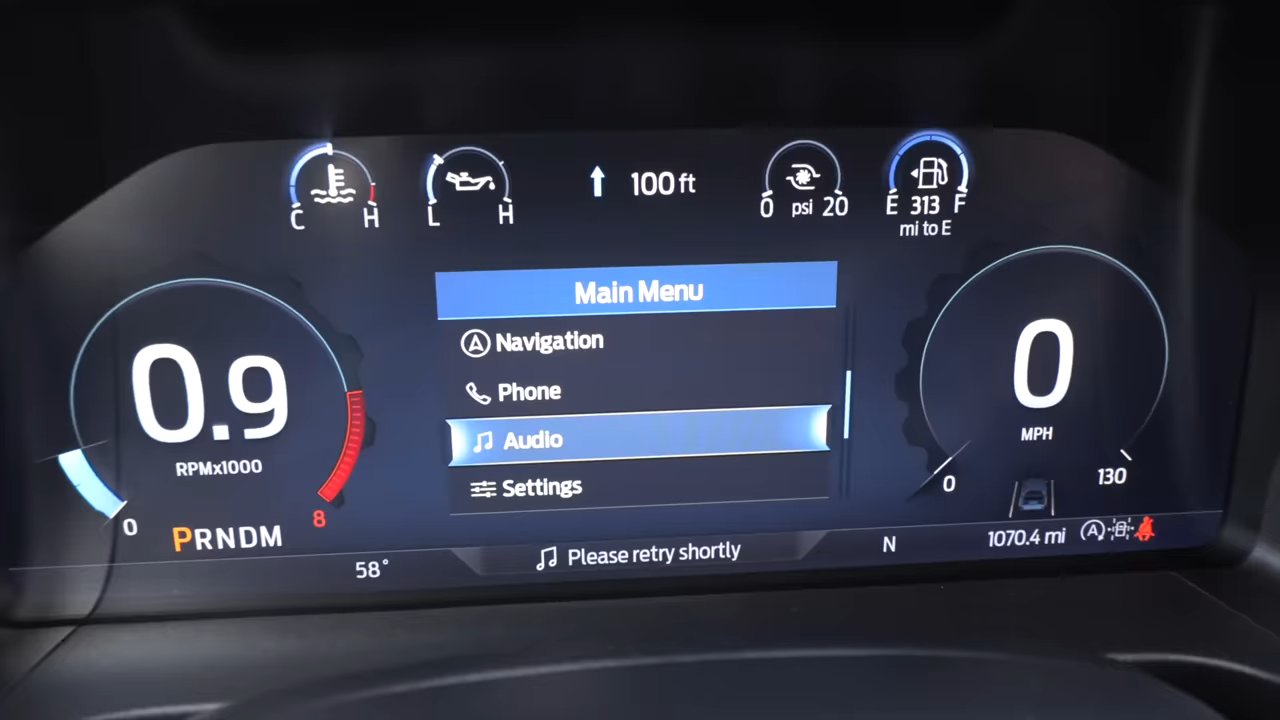 100 ft
C H
L H
0 psi 20
E 313 F
mi to E
Main Menu
Navigation
Phone
Audio
Settings
0.9
RPMx1000
0 8
PRNDM
0
MPH
0 130
58°
Please retry shortly
N
1070.4 mi
A